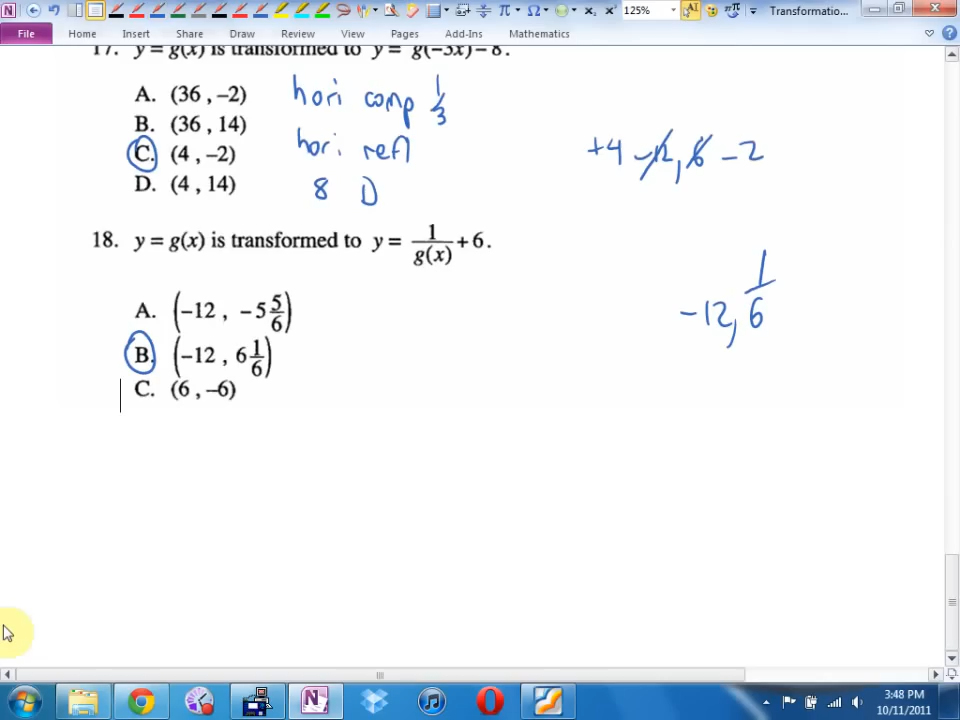 125%
Transformatio...
File Home Insert Share Draw Review Pages Addins Mathematics
17. y = g(x) is transformed to y = g(−3x) − 8.
A. (36 , −2)
B. (36 , 14)
C. (4 , −2)
D. (4 , 14)
hori comp 1/3
hori. refl
8 D
+4 −12, 6 −2
18. y = g(x) is transformed to y = 1/g(x) + 6.
A. (−12 , −5 5/6)
B. (−12 , 6 1/6)
C. (6 , −6)
−12, 1/6
3:48 PM
10/11/2011